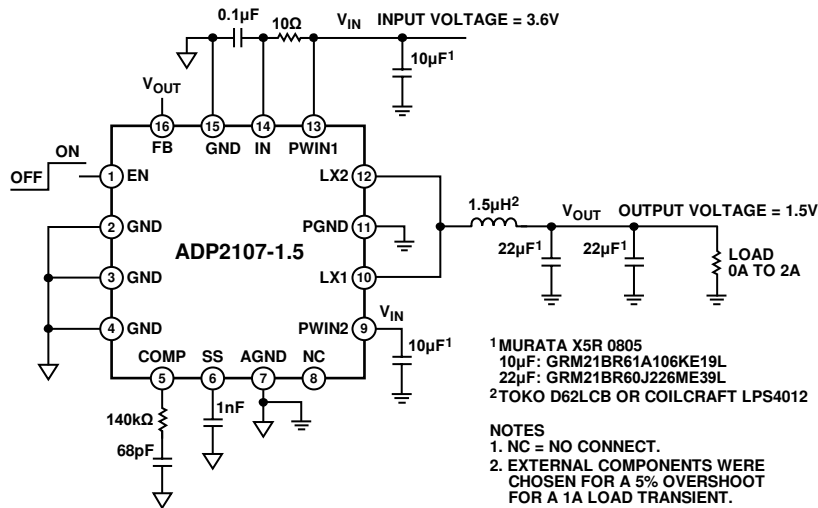 0.1µF
10Ω
VIN INPUT VOLTAGE = 3.6V
10µF1
VOUT
16 15 14 13
FB GND IN PWIN1
ON
OFF
1 EN
LX2 12
1.5µH2
VOUT OUTPUT VOLTAGE = 1.5V
2 GND
PGND 11
22µF1 22µF1
LOAD
0A TO 2A
ADP2107-1.5
3 GND
LX1 10
4 GND
VIN
PWIN2 9
10µF1
COMP SS AGND NC
5 6 7 8
140kΩ
1nF
68pF
1 MURATA X5R 0805
10µF: GRM21BR61A106KE19L
22µF: GRM21BR60J226ME39L
2 TOKO D62LCB OR COILCRAFT LPS4012
NOTES
1. NC = NO CONNECT.
2. EXTERNAL COMPONENTS WERE
CHOSEN FOR A 5% OVERSHOOT
FOR A 1A LOAD TRANSIENT.